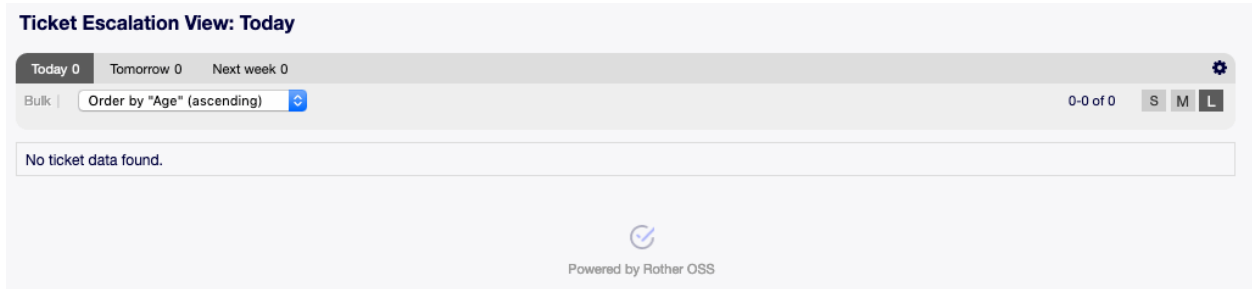 Ticket Escalation View: Today
Today 0 Tomorrow 0 Next week 0
Bulk | Order by "Age" (ascending) 0-0 of 0 S M L
No ticket data found.
Powered by Rother OSS